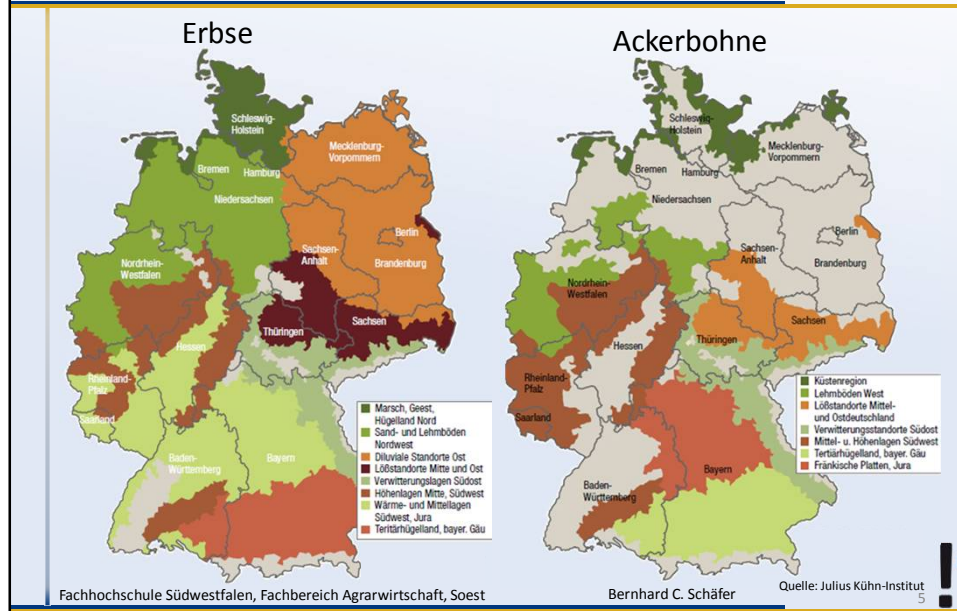 Erbse
Schleswig-
Holstein
Mecklenburg-
Vorpommern
Bremen
Hamburg
Niedersachsen
Berlin
Sachsen-
Anhalt
Brandenburg
Nordrhein-
Westfalen
Sachsen
Thüringen
Hessen
Rheinland-
Pfalz
Saarland
Bayern
Baden-
Württemberg
Marsch, Geest,
Hügelland Nord
Sand- und Lehmböden
Nordwest
Diluviale Standorte Ost
Lößstandorte Mitte und Ost
Verwitterungslagen Südost
Höhenlagen Mitte, Südwest
Wärme- und Mittellagen
Südwest, Jura
Teritärhügelland, bayer. Gäu
Ackerbohne
Schleswig-
Holstein
Mecklenburg-
Vorpommern
Bremen
Hamburg
Niedersachsen
Berlin
Sachsen-
Anhalt
Brandenburg
Nordrhein-
Westfalen
Sachsen
Thüringen
Hessen
Rheinland-
Pfalz
Saarland
Bayern
Baden-
Württemberg
Küstenregion
Lehmböden West
Lößstandorte Mittel-
und Ostdeutschland
Verwitterungsstandorte Südost
Mittel- u. Höhenlagen Südwest
Tertiärhügelland, bayer. Gäu
Fränkische Platten, Jura
Fachhochschule Südwestfalen, Fachbereich Agrarwirtschaft, Soest
Bernhard C. Schäfer
Quelle: Julius Kühn-Institut
5
!